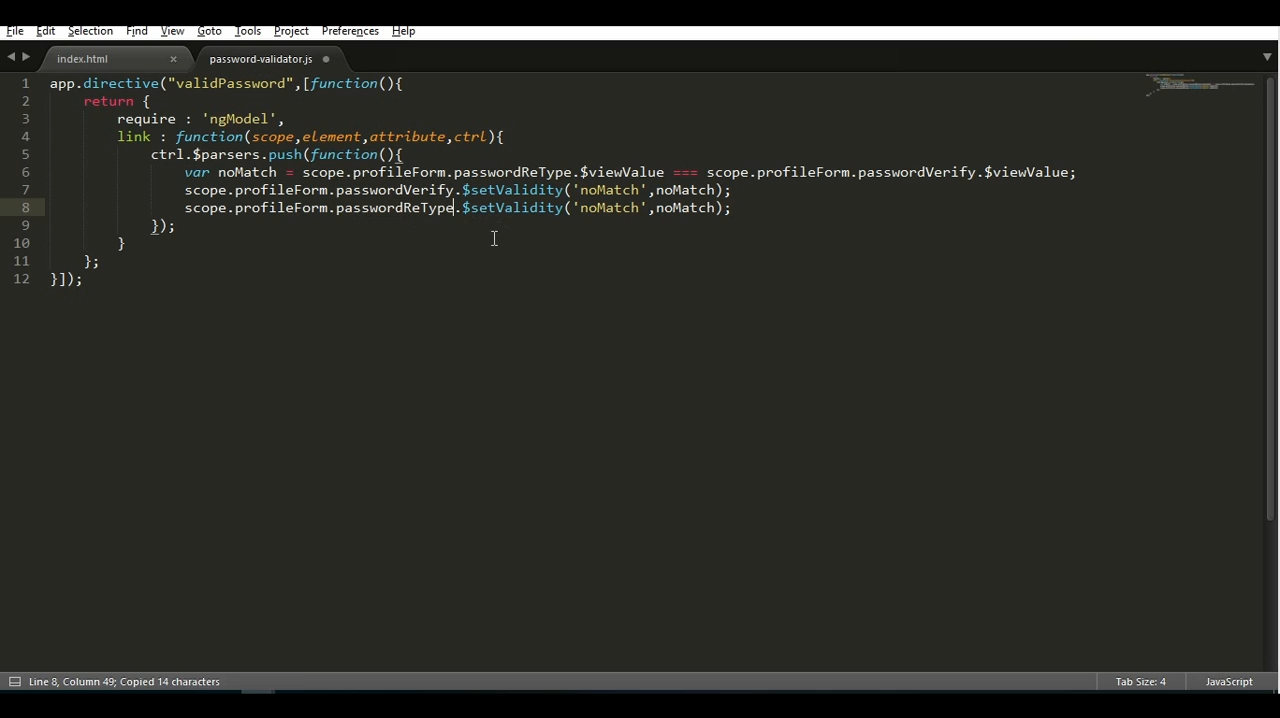 File Edit Selection Find View Goto Tools Project Preferences Help
index.html × password-validator.js
1 app.directive("validPassword",[function(){
2 return {
3 require : 'ngModel',
4 link : function(scope,element,attribute,ctrl){
5 ctrl.$parsers.push(function(){
6 var noMatch = scope.profileForm.passwordReType.$viewValue === scope.profileForm.passwordVerify.$viewValue;
7 scope.profileForm.passwordVerify.$setValidity('noMatch',noMatch);
8 scope.profileForm.passwordReType.$setValidity('noMatch',noMatch);
9 });
10 }
11 };
12 }]);
Line 8, Column 49; Copied 14 characters Tab Size: 4 JavaScript